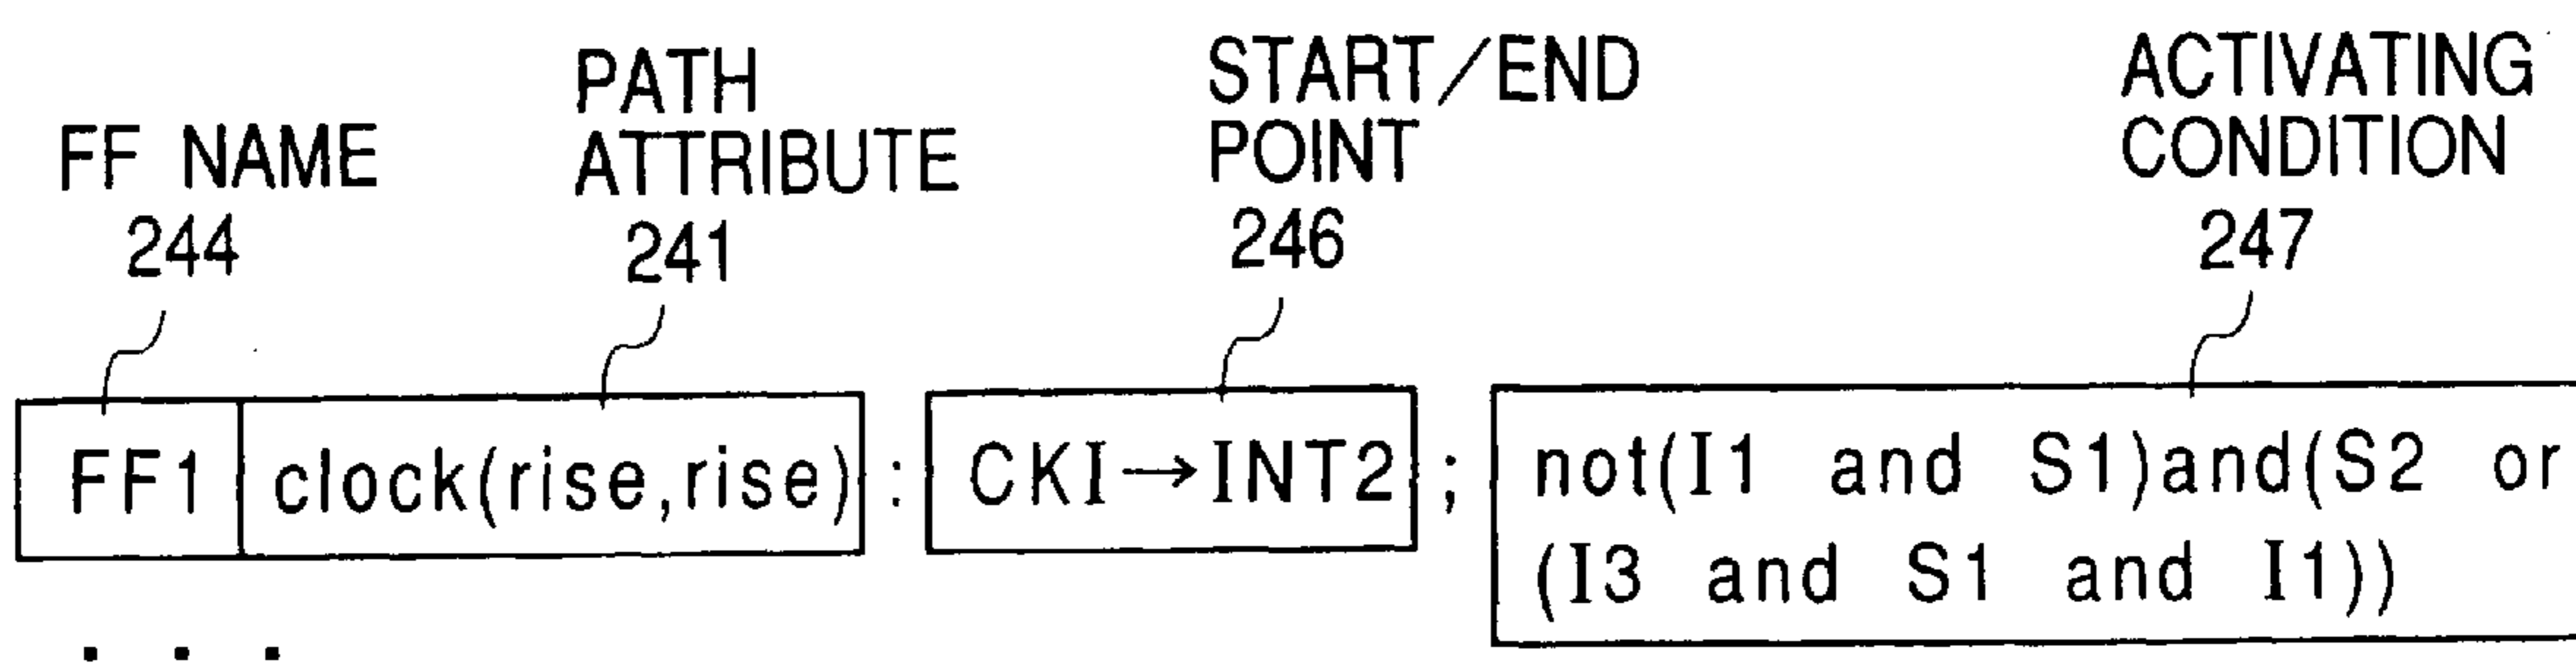 FF NAME
244
PATH
ATTRIBUTE
241
START/END
POINT
246
ACTIVATING
CONDITION
247
FF1 clock(rise,rise) : CKI→INT2 ; not(I1 and S1)and(S2 or
(I3 and S1 and I1))
. . .